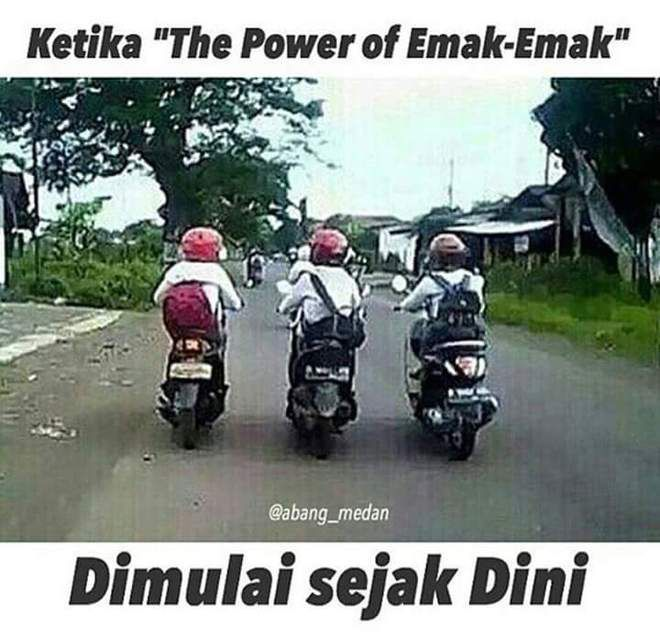 Ketika "The Power of Emak-Emak"
@abang_medan
Dimulai sejak Dini